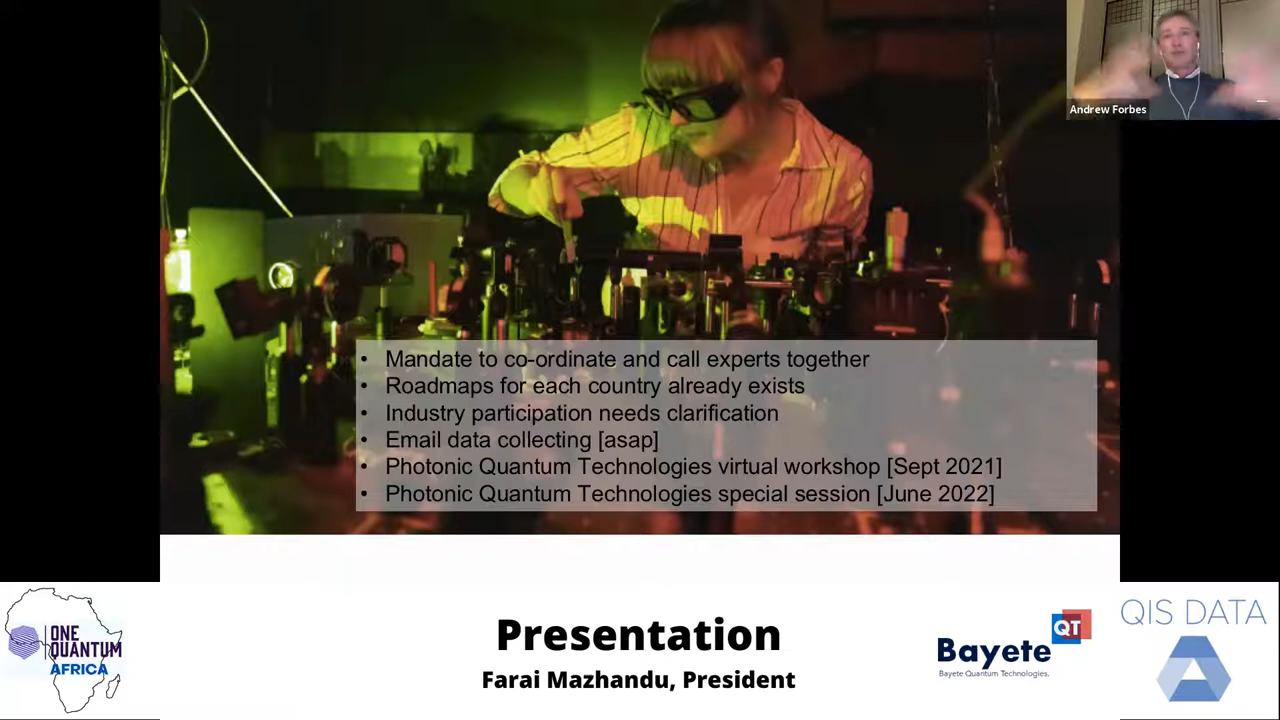 Andrew Forbes
• Mandate to co-ordinate and call experts together
• Roadmaps for each country already exists
• Industry participation needs clarification
• Email data collecting [asap]
• Photonic Quantum Technologies virtual workshop [Sept 2021]
• Photonic Quantum Technologies special session [June 2022]
ONE
QUANTUM
AFRICA
Presentation
Farai Mazhandu, President
QT
Bayete
Bayete Quantum Technologies.
QIS DATA